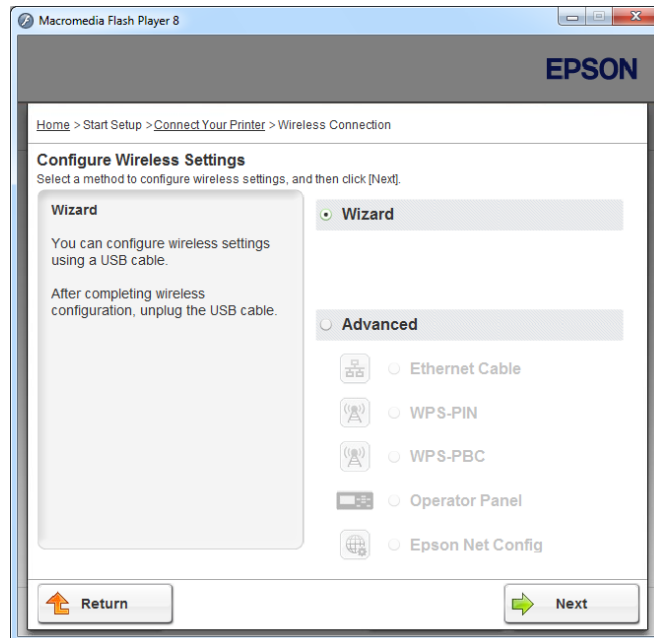 Macromedia Flash Player 8
EPSON
Home > Start Setup > Connect Your Printer > Wireless Connection
Configure Wireless Settings
Select a method to configure wireless settings, and then click [Next].
Wizard
You can configure wireless settings
using a USB cable.
After completing wireless
configuration, unplug the USB cable.
Wizard
Advanced
Ethernet Cable
WPS-PIN
WPS-PBC
Operator Panel
Epson Net Config
Return
Next